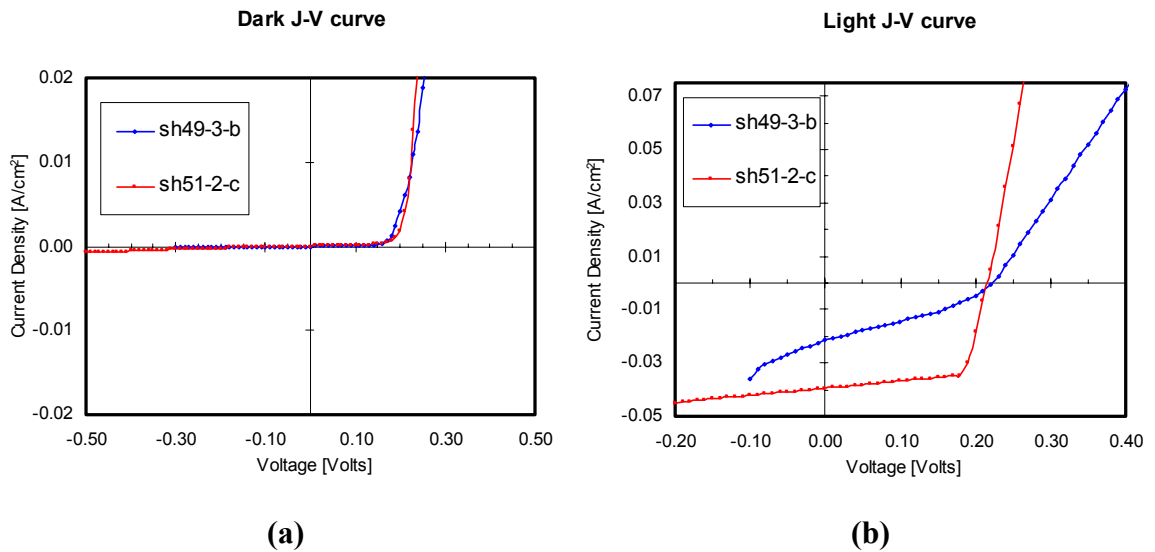 Dark J-V curve
0.02
0.01
0.00
-0.01
-0.02
Current Density [A/cm²]
sh49-3-b
sh51-2-c
-0.50 -0.30 -0.10 0.10 0.30 0.50
Voltage [Volts]
(a)
Light J-V curve
0.07
0.05
0.03
0.01
-0.01
-0.03
-0.05
Current Density [A/cm²]
sh49-3-b
sh51-2-c
-0.20 -0.10 0.00 0.10 0.20 0.30 0.40
Voltage [Volts]
(b)